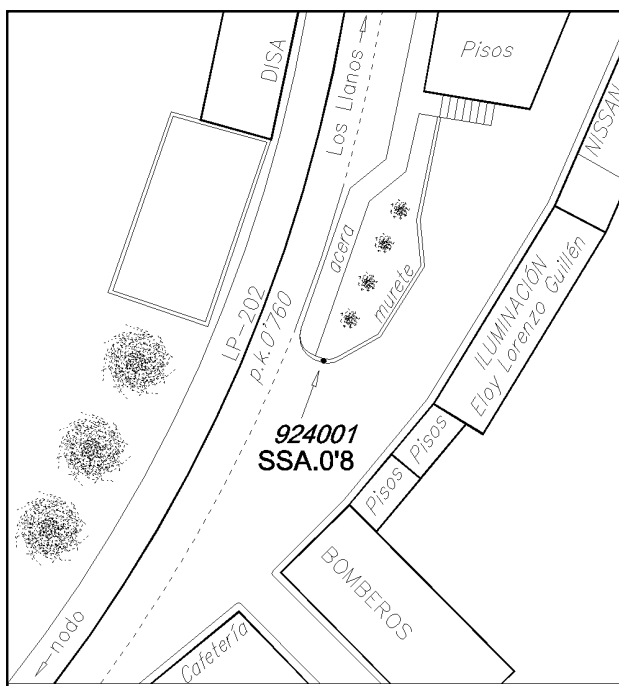 DISA
Los Llanos
Pisos
NISSAN
acera
murete
ILUMINACIÓN
Eloy Lorenzo Guillén
LP-202
p.k.0'760
924001
SSA.0'8
Pisos
Pisos
BOMBEROS
nodo
Cafetería